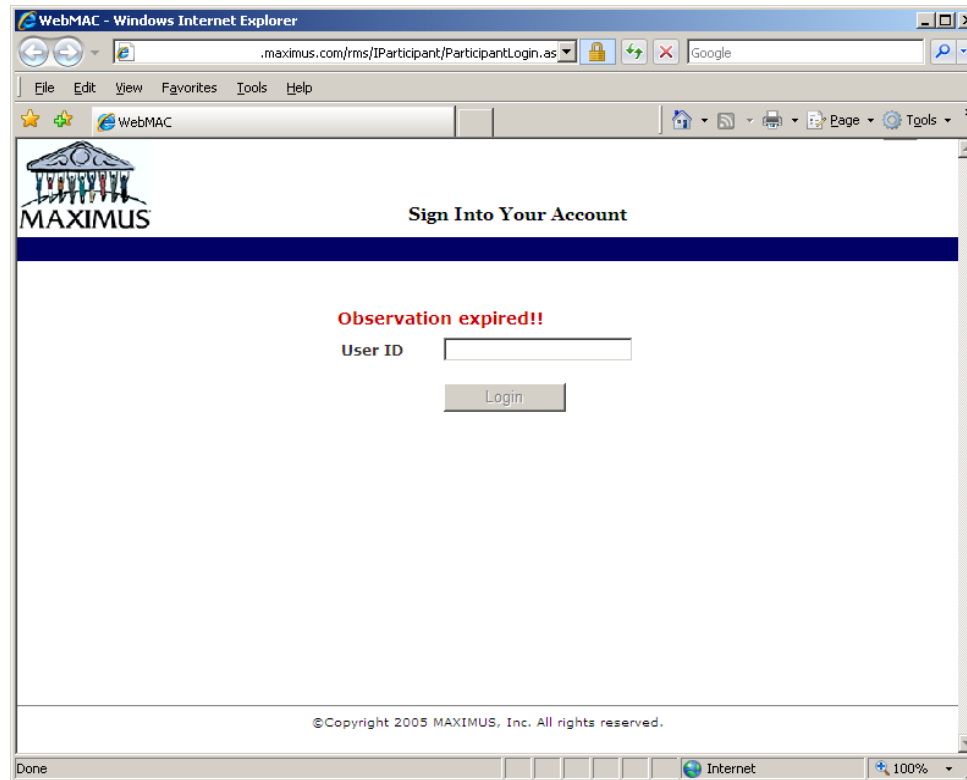 WebMAC - Windows Internet Explorer
.maximus.com/rms/IParticipant/ParticipantLogin.as
Google
File Edit View Favorites Tools Help
WebMAC
Page Tools
MAXIMUS
Sign Into Your Account
Observation expired!!
User ID
Login
©Copyright 2005 MAXIMUS, Inc. All rights reserved.
Done
Internet
100%